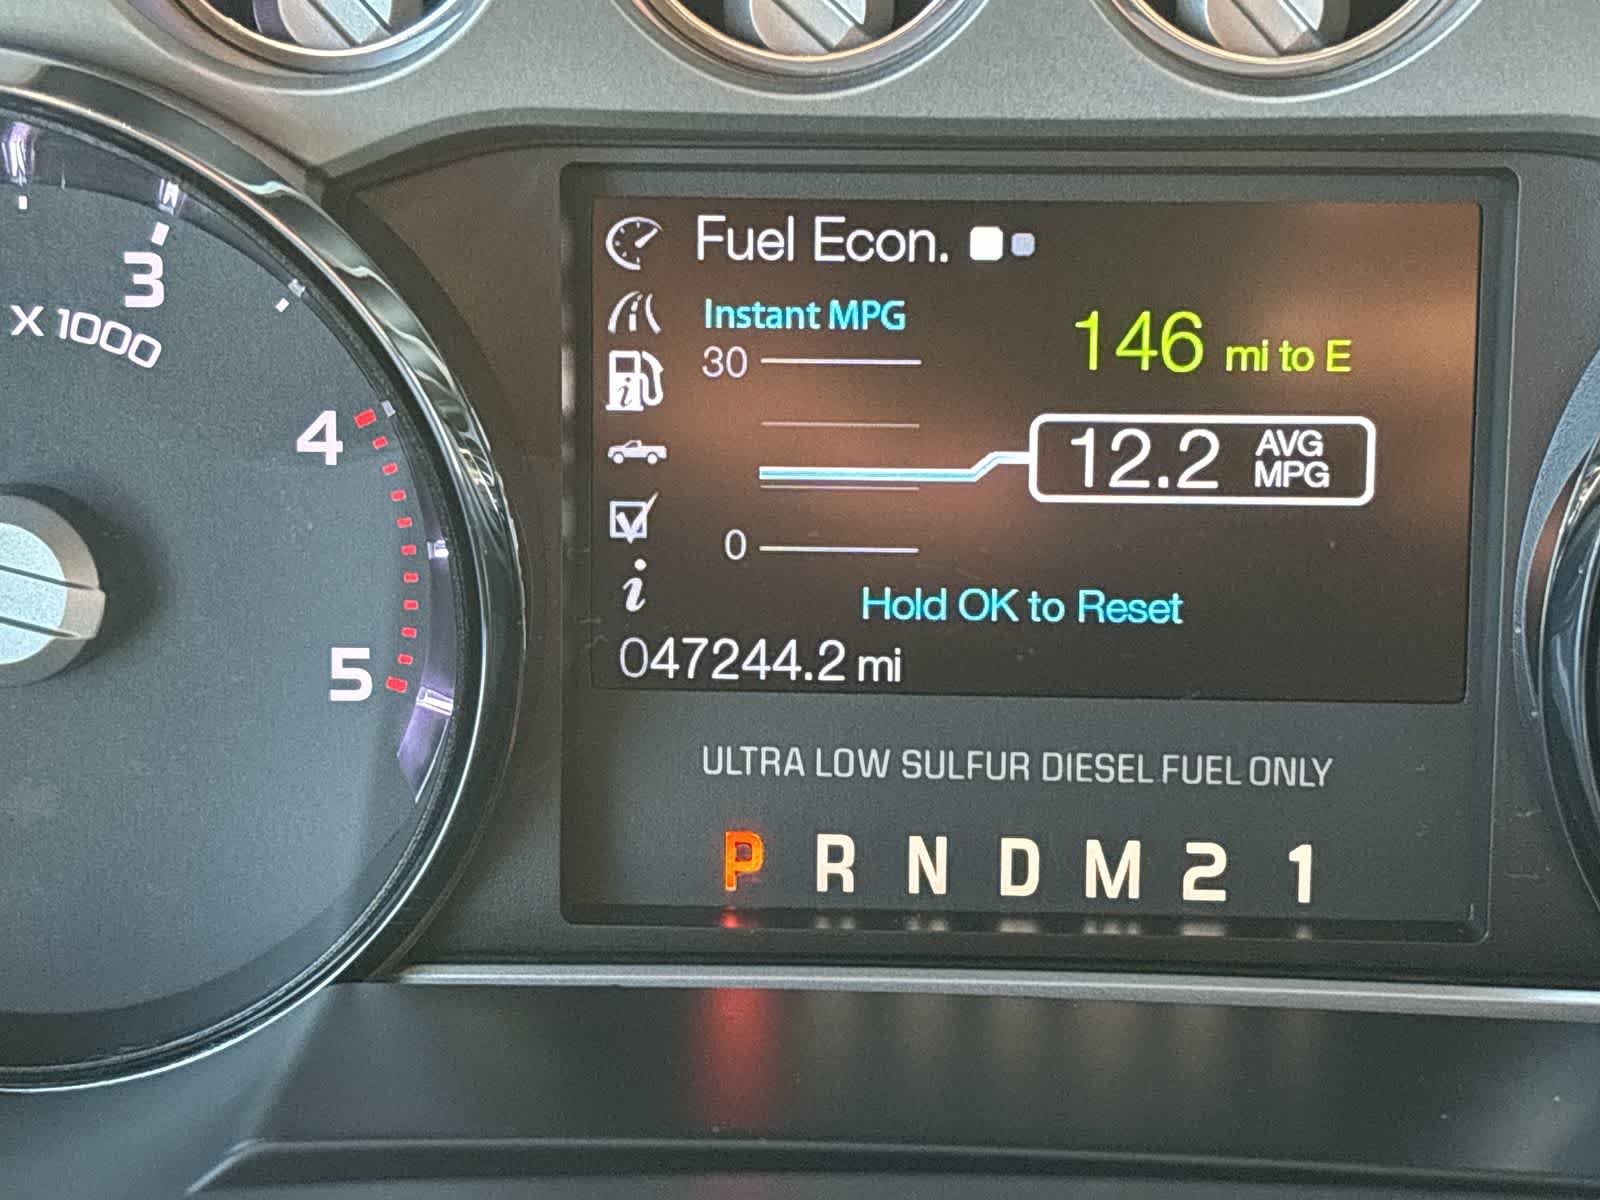 3
X 1000
4
5
Fuel Econ.
Instant MPG
30
146 mi to E
12.2 AVG MPG
0
Hold OK to Reset
047244.2 mi
ULTRA LOW SULFUR DIESEL FUEL ONLY
P R N D M 2 1